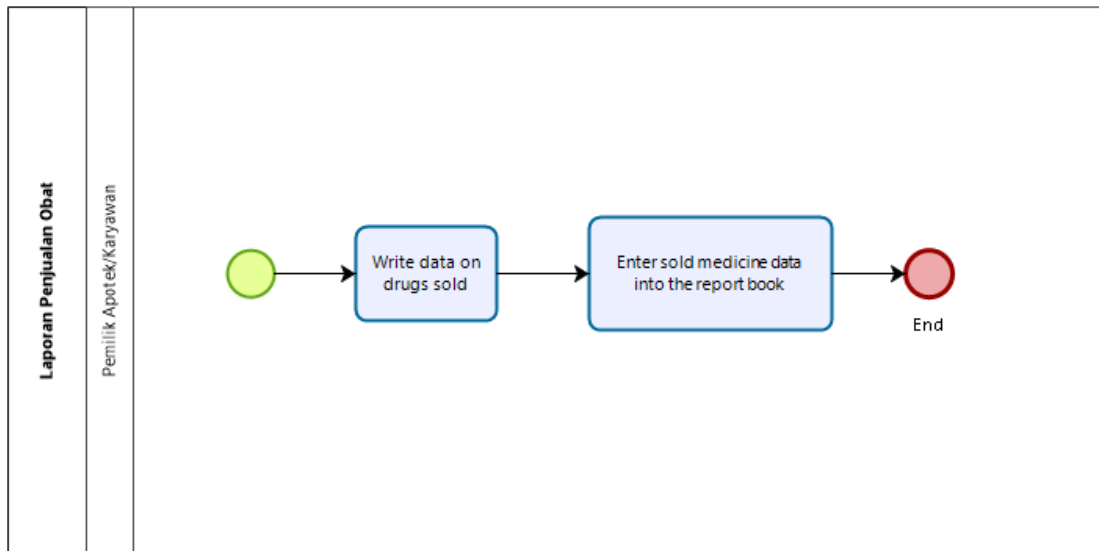 Laporan Penjualan Obat
Pemilik Apotek/Karyawan
Write data on
drugs sold
Enter sold medicine data
into the report book
End